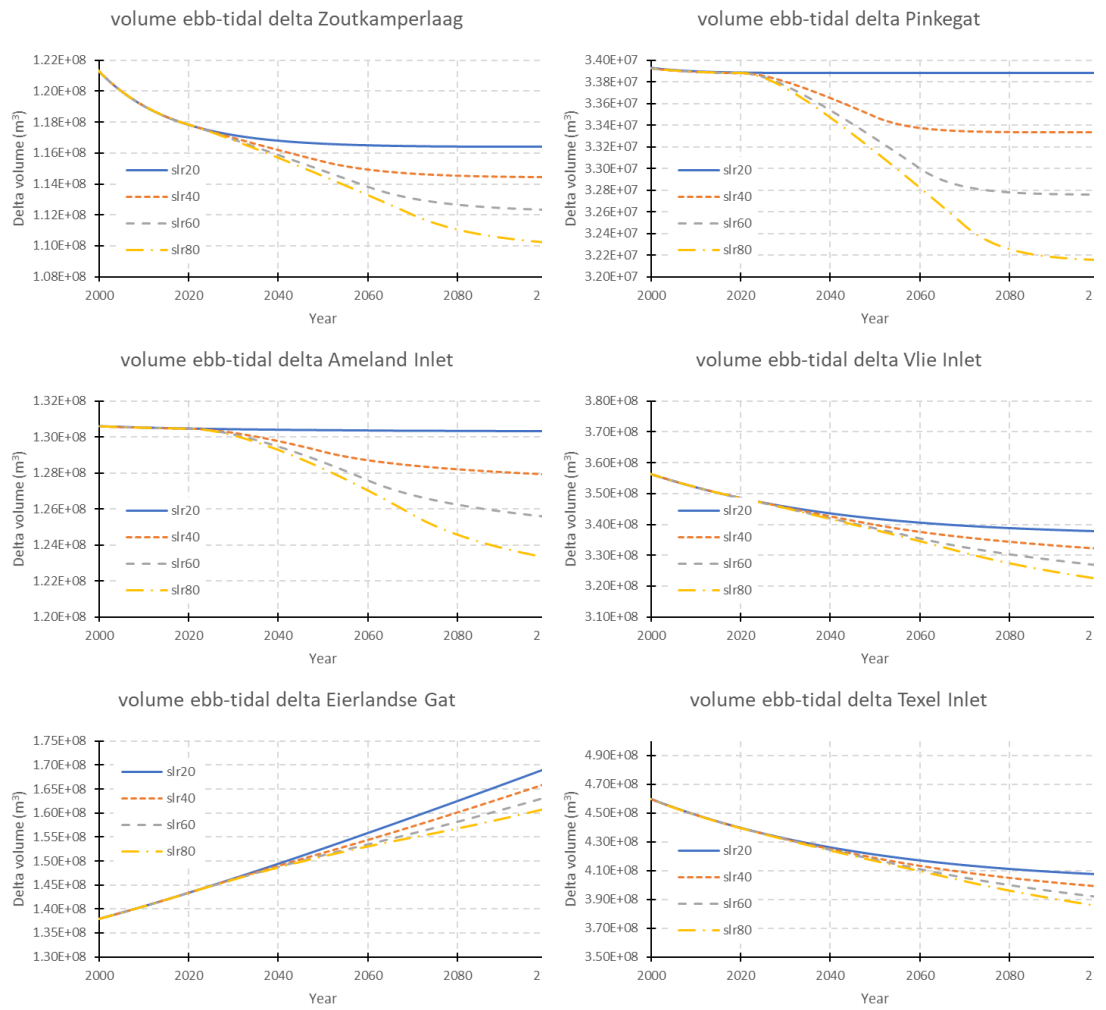 volume ebb-tidal delta Zoutkamperlaag
1.22E+08
1.20E+08
1.18E+08
1.16E+08
1.14E+08
1.12E+08
1.10E+08
1.08E+08
Delta volume (m³)
slr20
slr40
slr60
slr80
2000 2020 2040 2060 2080 2
Year
volume ebb-tidal delta Pinkegat
3.40E+07
3.38E+07
3.36E+07
3.34E+07
3.32E+07
3.30E+07
3.28E+07
3.26E+07
3.24E+07
3.22E+07
3.20E+07
Delta volume (m³)
slr20
slr40
slr60
slr80
2000 2020 2040 2060 2080 2
Year
volume ebb-tidal delta Ameland Inlet
1.32E+08
1.30E+08
1.28E+08
1.26E+08
1.24E+08
1.22E+08
1.20E+08
Delta volume (m³)
slr20
slr40
slr60
slr80
2000 2020 2040 2060 2080 2
Year
volume ebb-tidal delta Vlie Inlet
3.80E+08
3.70E+08
3.60E+08
3.50E+08
3.40E+08
3.30E+08
3.20E+08
3.10E+08
Delta volume (m³)
slr20
slr40
slr60
slr80
2000 2020 2040 2060 2080 2
Year
volume ebb-tidal delta Eierlandse Gat
1.75E+08
1.70E+08
1.65E+08
1.60E+08
1.55E+08
1.50E+08
1.45E+08
1.40E+08
1.35E+08
1.30E+08
Delta volume (m³)
slr20
slr40
slr60
slr80
2000 2020 2040 2060 2080 2
Year
volume ebb-tidal delta Texel Inlet
4.90E+08
4.70E+08
4.50E+08
4.30E+08
4.10E+08
3.90E+08
3.70E+08
3.50E+08
Delta volume (m³)
slr20
slr40
slr60
slr80
2000 2020 2040 2060 2080 2
Year